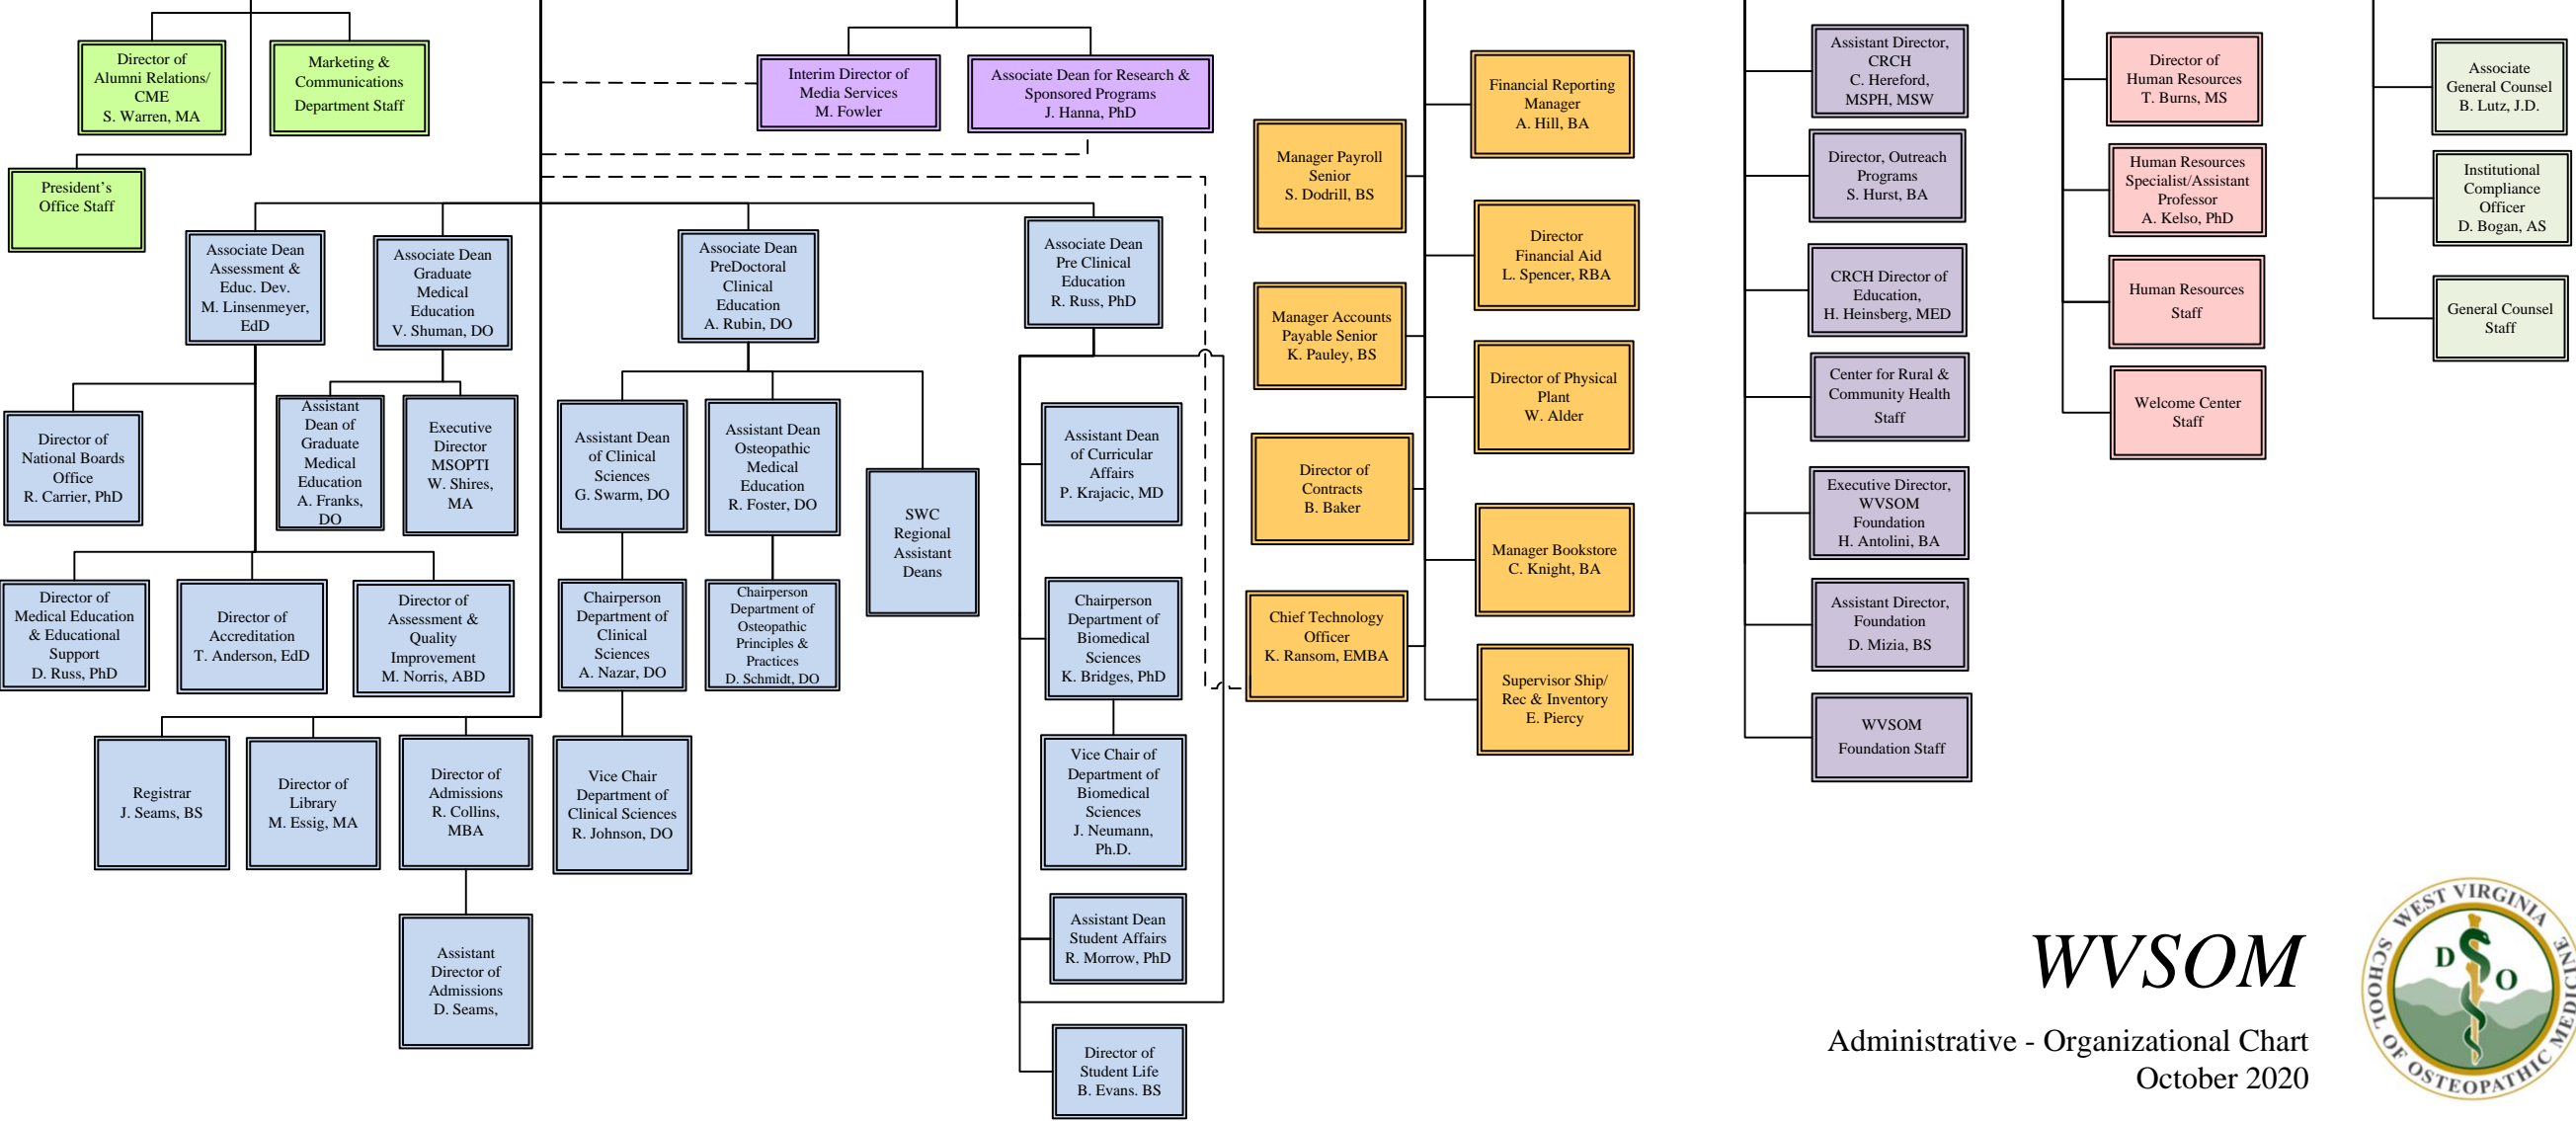 Director of
Alumni Relations/
CME
S. Warren, MA
Marketing &
Communications
Department Staff
President's
Office Staff
Interim Director of
Media Services
M. Fowler
Associate Dean for Research &
Sponsored Programs
J. Hanna, PhD
Associate Dean
Assessment &
Educ. Dev.
M. Linsenmeyer,
EdD
Associate Dean
Graduate
Medical
Education
V. Shuman, DO
Associate Dean
PreDoctoral
Clinical
Education
A. Rubin, DO
Associate Dean
Pre Clinical
Education
R. Russ, PhD
Director of
National Boards
Office
R. Carrier, PhD
Assistant
Dean of
Graduate
Medical
Education
A. Franks,
DO
Executive
Director
MSOPTI
W. Shires,
MA
Assistant Dean
of Clinical
Sciences
G. Swarm, DO
Assistant Dean
Osteopathic
Medical
Education
R. Foster, DO
SWC
Regional
Assistant
Deans
Assistant Dean
of Curricular
Affairs
P. Krajacic, MD
Director of
Medical Education
& Educational
Support
D. Russ, PhD
Director of
Accreditation
T. Anderson, EdD
Director of
Assessment &
Quality
Improvement
M. Norris, ABD
Chairperson
Department of
Clinical
Sciences
A. Nazar, DO
Chairperson
Department of
Osteopathic
Principles &
Practices
D. Schmidt, DO
Chairperson
Department of
Biomedical
Sciences
K. Bridges, PhD
Registrar
J. Seams, BS
Director of
Library
M. Essig, MA
Director of
Admissions
R. Collins,
MBA
Vice Chair
Department of
Clinical Sciences
R. Johnson, DO
Vice Chair of
Department of
Biomedical
Sciences
J. Neumann,
Ph.D.
Assistant
Director of
Admissions
D. Seams,
Assistant Dean
Student Affairs
R. Morrow, PhD
Director of
Student Life
B. Evans. BS
Manager Payroll
Senior
S. Dodrill, BS
Manager Accounts
Payable Senior
K. Pauley, BS
Director of
Contracts
B. Baker
Chief Technology
Officer
K. Ransom, EMBA
Financial Reporting
Manager
A. Hill, BA
Director
Financial Aid
L. Spencer, RBA
Director of Physical
Plant
W. Alder
Manager Bookstore
C. Knight, BA
Supervisor Ship/
Rec & Inventory
E. Piercy
Assistant Director,
CRCH
C. Hereford,
MSPH, MSW
Director, Outreach
Programs
S. Hurst, BA
CRCH Director of
Education,
H. Heinsberg, MED
Center for Rural &
Community Health
Staff
Executive Director,
WVSOM
Foundation
H. Antolini, BA
Assistant Director,
Foundation
D. Mizia, BS
WVSOM
Foundation Staff
Director of
Human Resources
T. Burns, MS
Human Resources
Specialist/Assistant
Professor
A. Kelso, PhD
Human Resources
Staff
Welcome Center
Staff
Associate
General Counsel
B. Lutz, J.D.
Institutional
Compliance
Officer
D. Bogan, AS
General Counsel
Staff
WVSOM
Administrative - Organizational Chart
October 2020
WEST VIRGINIA
SCHOOL OF OSTEOPATHIC MEDICINE
D O